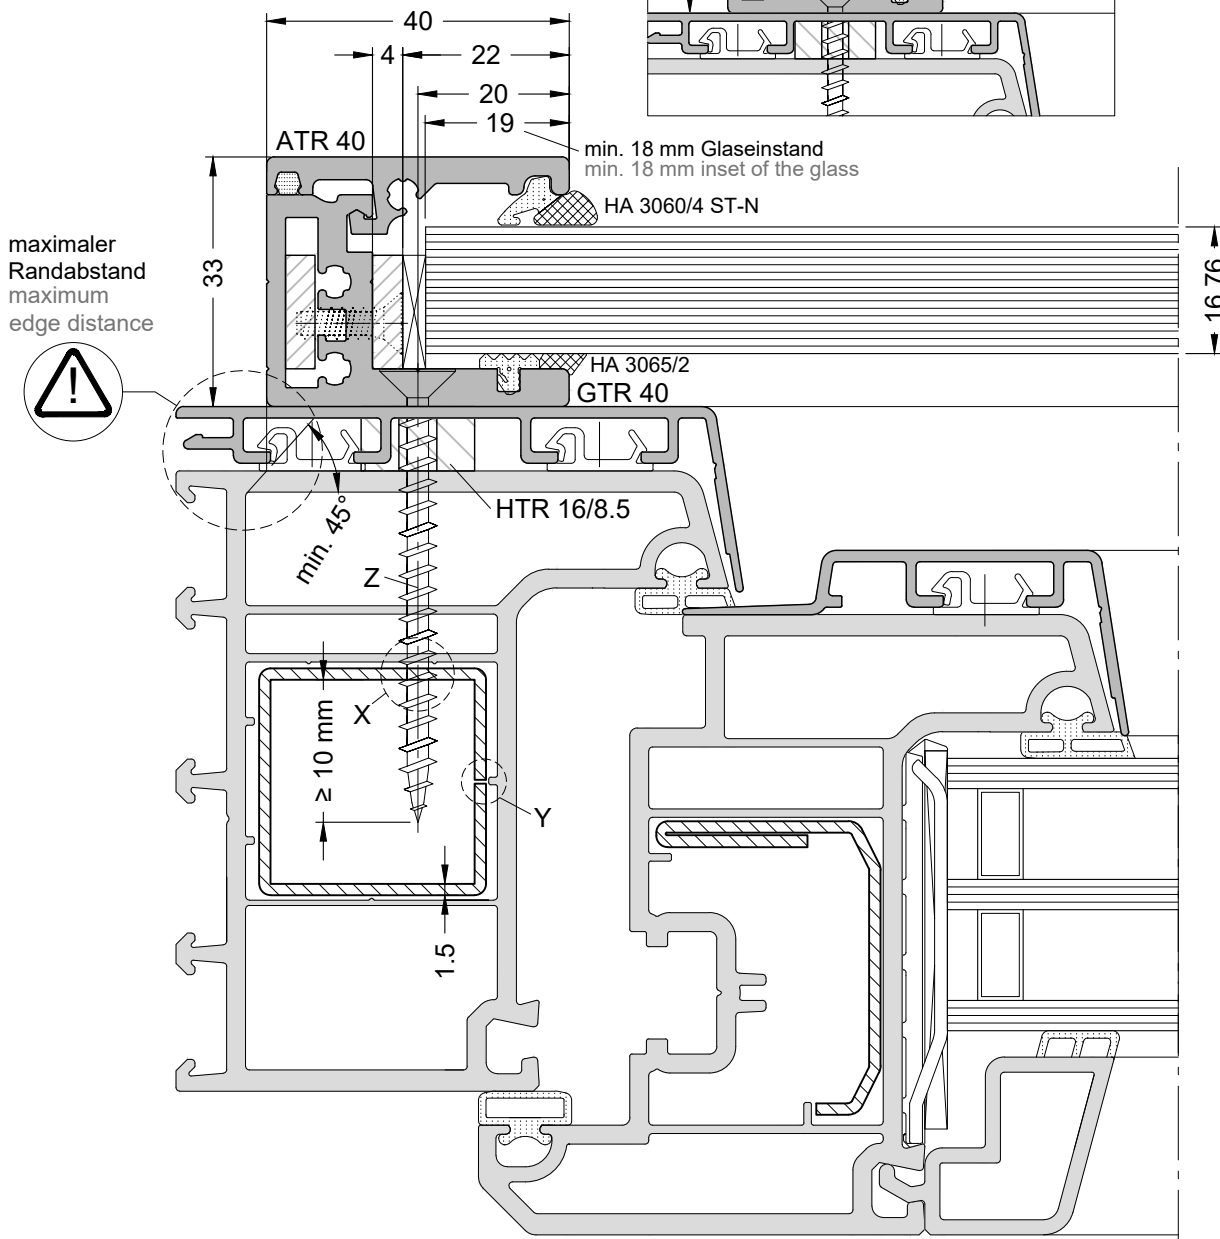 40
4
22
20
19
ATR 40
min. 18 mm Glaseinstand
min. 18 mm inset of the glass
HA 3060/4 ST-N
maximaler
Randabstand
maximum
edge distance
33
16.76
!
HA 3065/2
GTR 40
min. 45°
HTR 16/8.5
Z
X
≥ 10 mm
Y
1.5